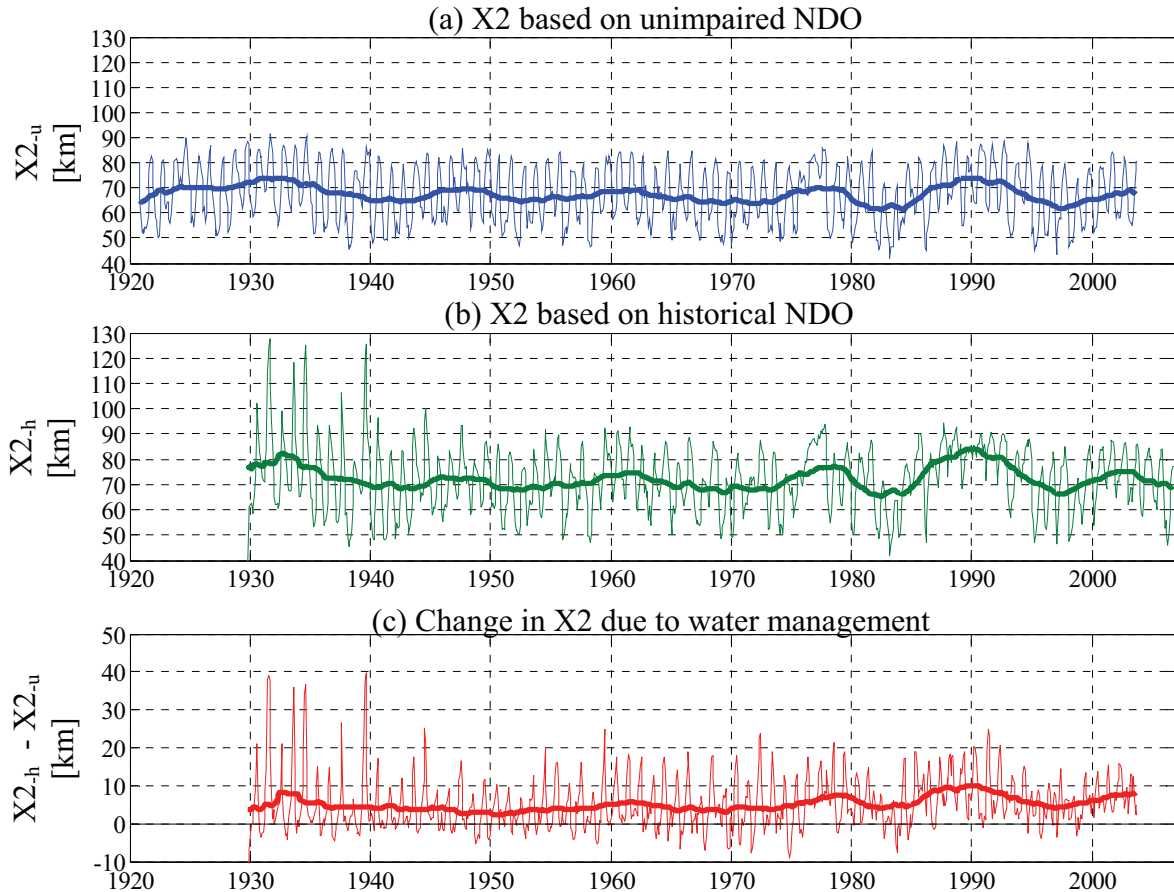 (a) X2 based on unimpaired NDO
130
120
110
100
90
80
70
60
50
40
X2-u
[km]
1920 1930 1940 1950 1960 1970 1980 1990 2000
(b) X2 based on historical NDO
130
120
110
100
90
80
70
60
50
40
X2-h
[km]
1920 1930 1940 1950 1960 1970 1980 1990 2000
(c) Change in X2 due to water management
50
40
30
20
10
0
-10
X2-h - X2-u
[km]
1920 1930 1940 1950 1960 1970 1980 1990 2000